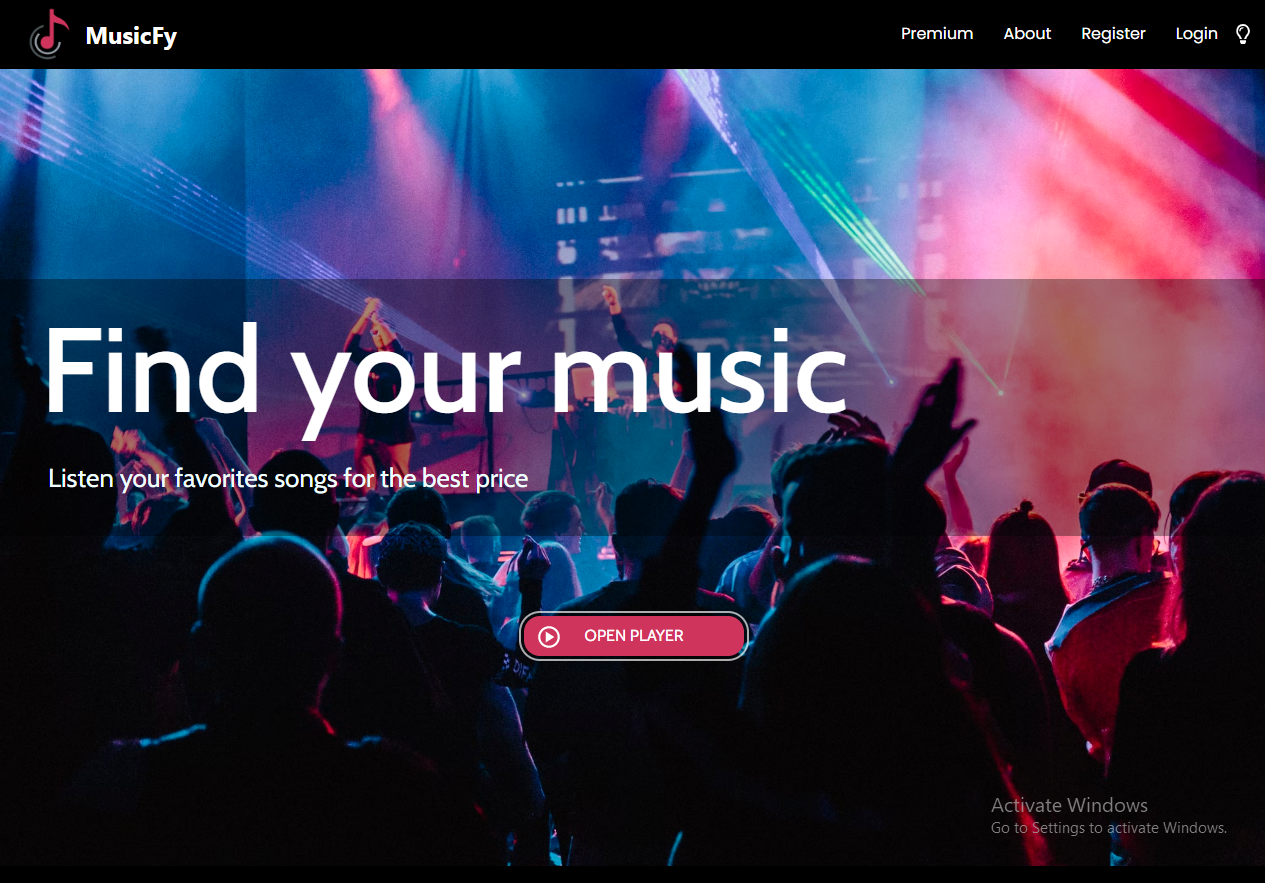 MusicFy
Premium About Register Login
Find your music
Listen your favorites songs for the best price
OPEN PLAYER
Activate Windows
Go to Settings to activate Windows.